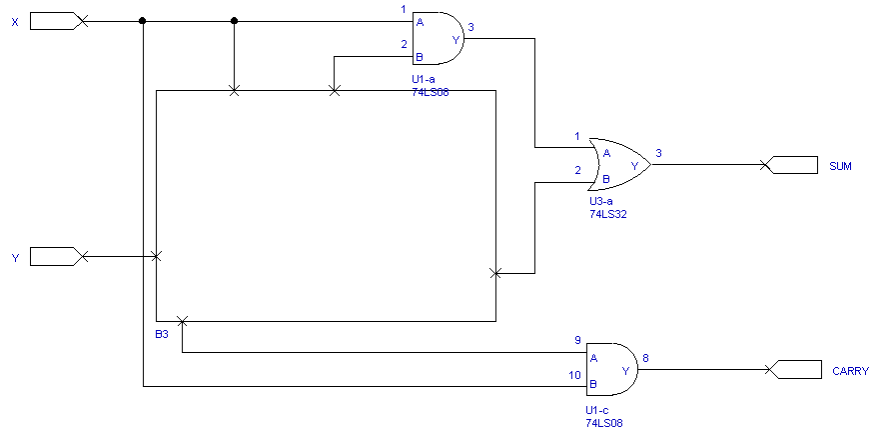 X
1
A
2
B
Y
3
U1-a
74LS08
1
A
2
B
Y
3
U3-a
74LS32
SUM
Y
B3
9
A
10
B
Y
8
U1-c
74LS08
CARRY